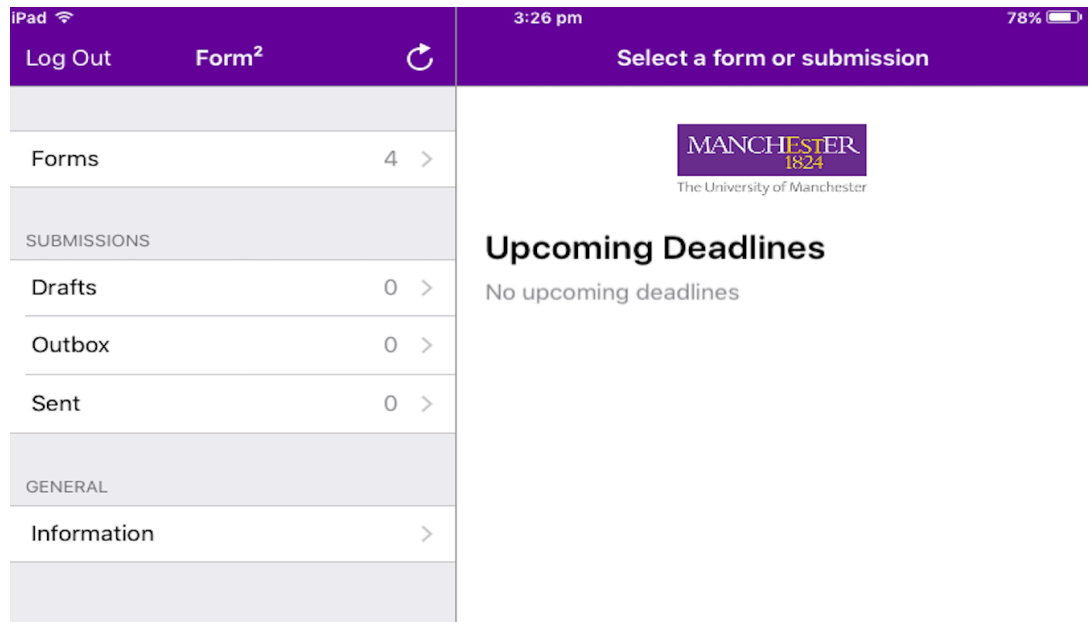 iPad 3:26 pm 78%
Log Out Form² Select a form or submission
Forms 4
SUBMISSIONS
Drafts 0
Outbox 0
Sent 0
GENERAL
Information
MANCHEStER
1824
The University of Manchester
Upcoming Deadlines
No upcoming deadlines